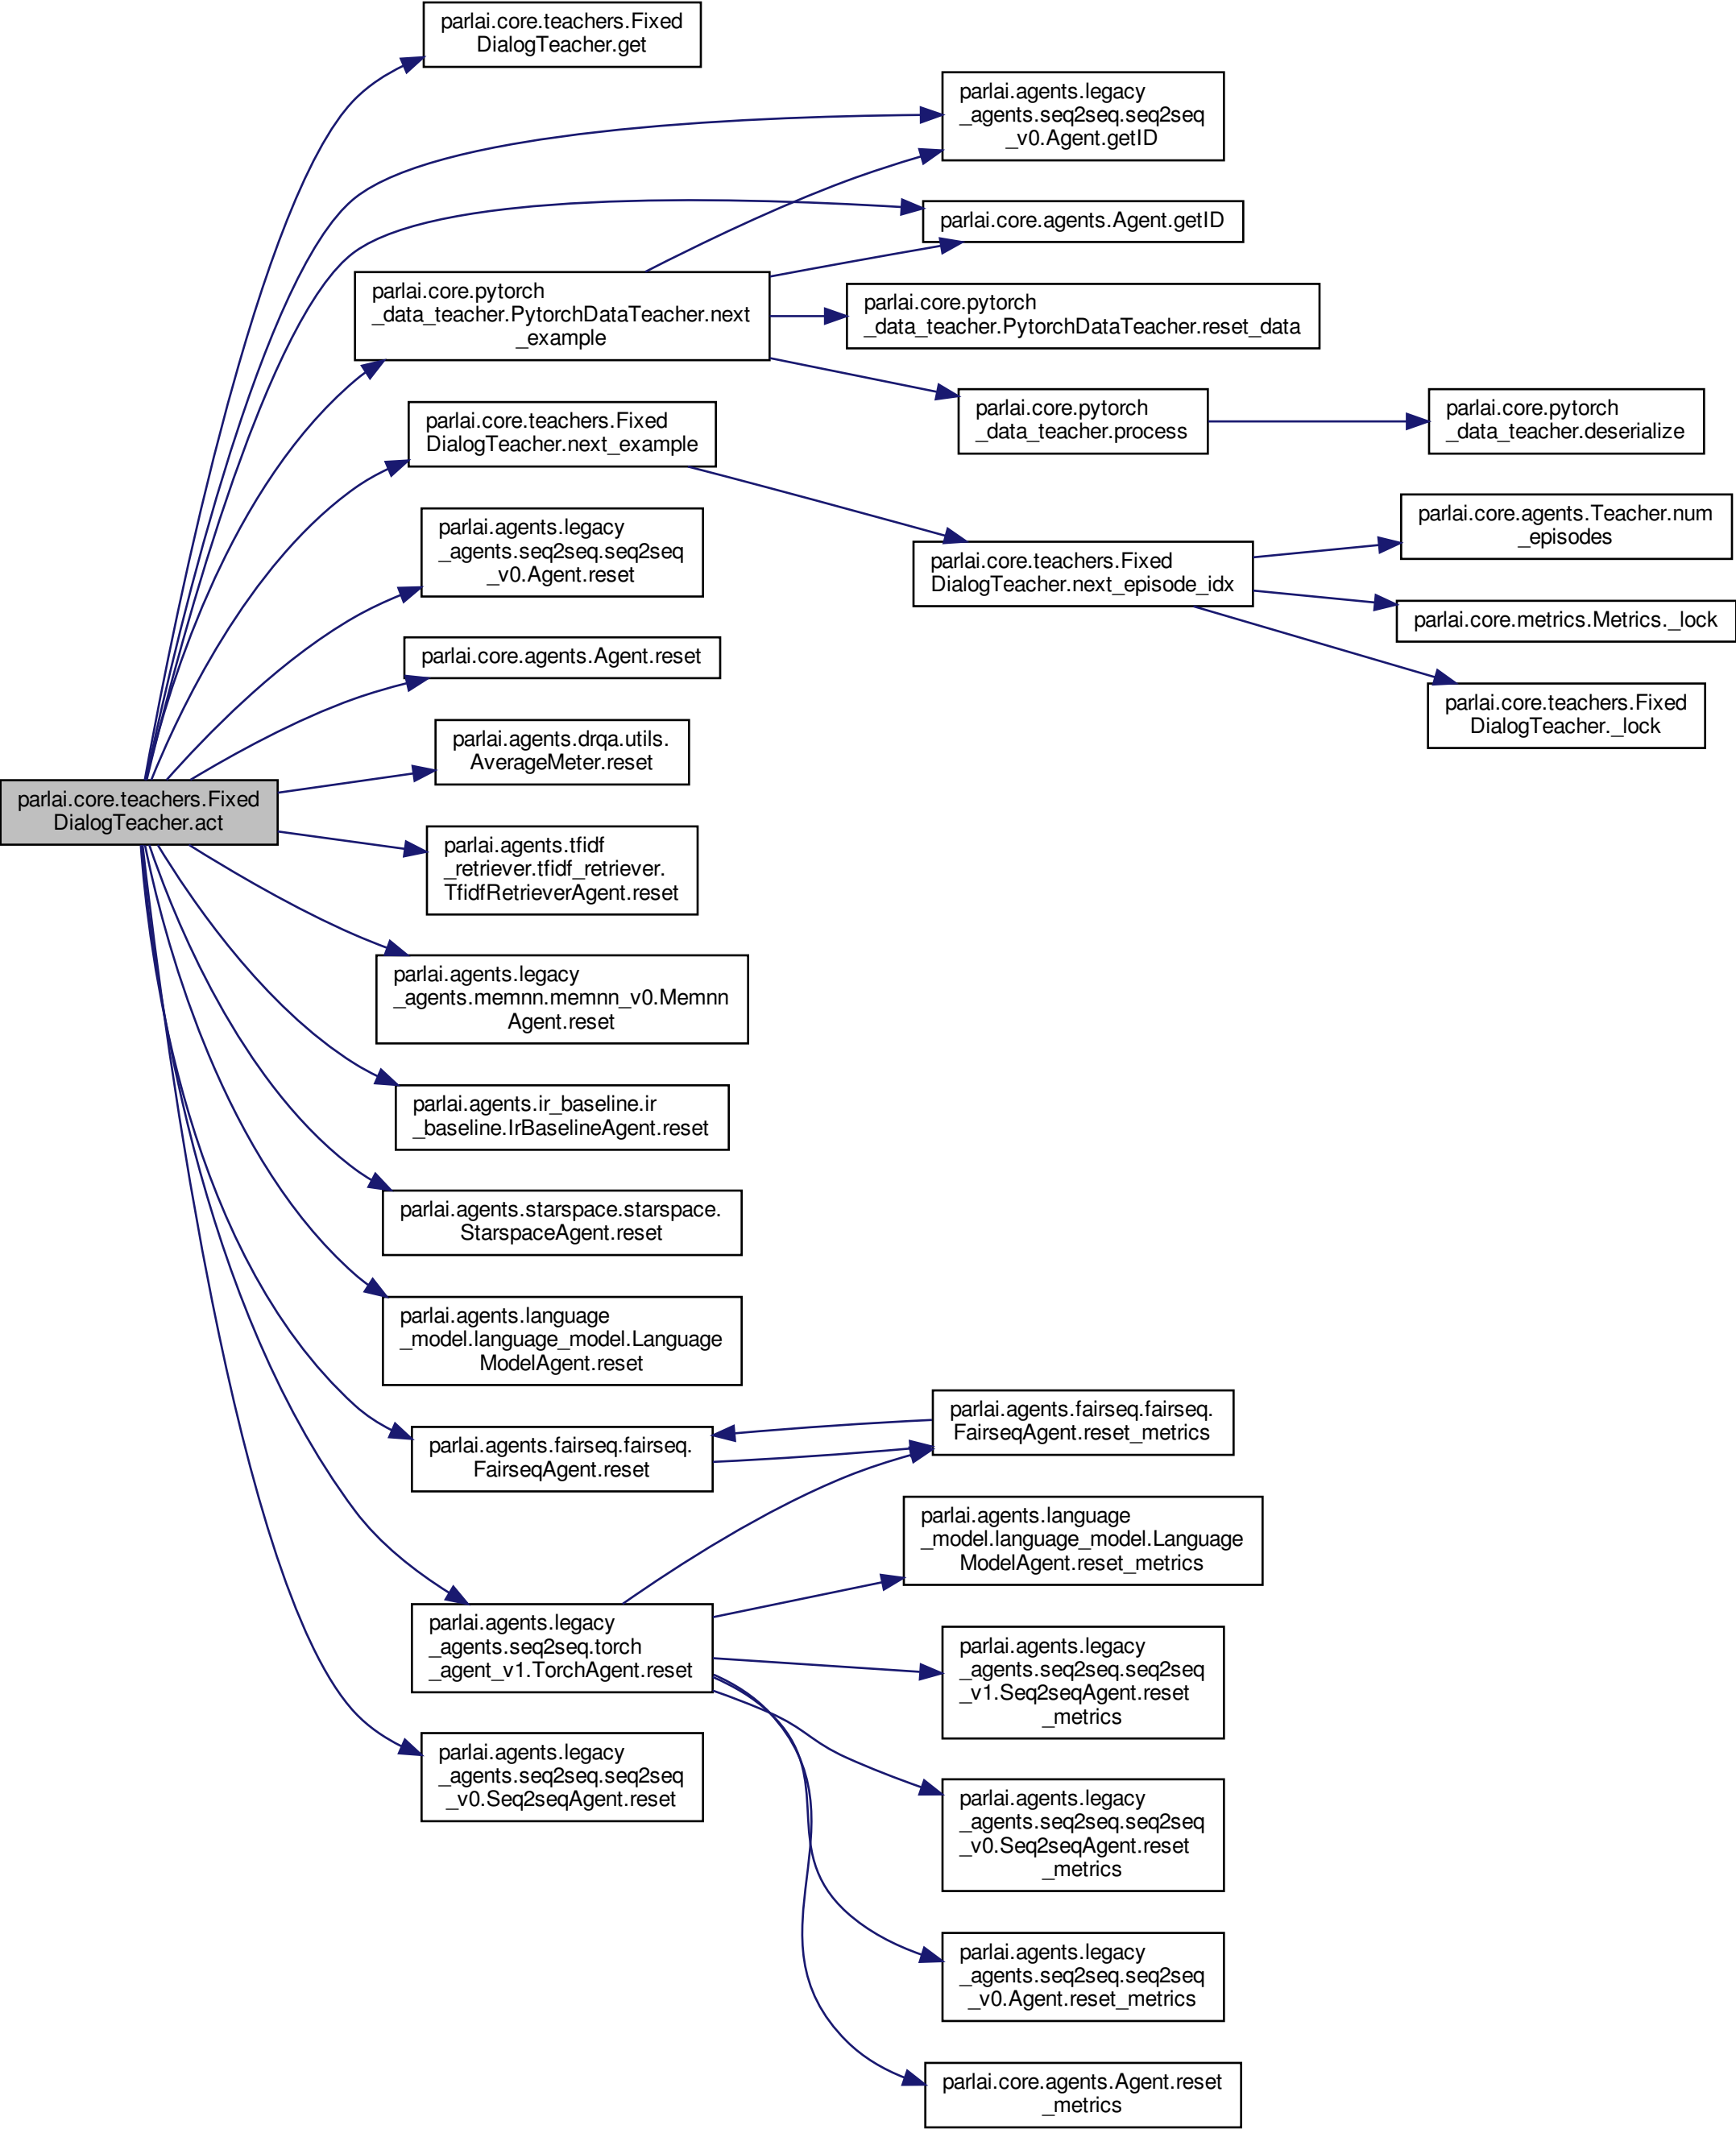 parlai.core.teachers.Fixed
DialogTeacher.get
parlai.agents.legacy
_agents.seq2seq.seq2seq
_v0.Agent.getID
parlai.core.agents.Agent.getID
parlai.core.pytorch
_data_teacher.PytorchDataTeacher.next
_example
parlai.core.pytorch
_data_teacher.PytorchDataTeacher.reset_data
parlai.core.pytorch
_data_teacher.process
parlai.core.pytorch
_data_teacher.deserialize
parlai.core.teachers.Fixed
DialogTeacher.next_example
parlai.core.teachers.Fixed
DialogTeacher.next_episode_idx
parlai.core.agents.Teacher.num
_episodes
parlai.core.metrics.Metrics._lock
parlai.core.teachers.Fixed
DialogTeacher._lock
parlai.agents.legacy
_agents.seq2seq.seq2seq
_v0.Agent.reset
parlai.core.agents.Agent.reset
parlai.agents.drqa.utils.
AverageMeter.reset
parlai.core.teachers.Fixed
DialogTeacher.act
parlai.agents.tfidf
_retriever.tfidf_retriever.
TfidfRetrieverAgent.reset
parlai.agents.legacy
_agents.memnn.memnn_v0.Memnn
Agent.reset
parlai.agents.ir_baseline.ir
_baseline.IrBaselineAgent.reset
parlai.agents.starspace.starspace.
StarspaceAgent.reset
parlai.agents.language
_model.language_model.Language
ModelAgent.reset
parlai.agents.fairseq.fairseq.
FairseqAgent.reset
parlai.agents.fairseq.fairseq.
FairseqAgent.reset_metrics
parlai.agents.language
_model.language_model.Language
ModelAgent.reset_metrics
parlai.agents.legacy
_agents.seq2seq.torch
_agent_v1.TorchAgent.reset
parlai.agents.legacy
_agents.seq2seq.seq2seq
_v1.Seq2seqAgent.reset
_metrics
parlai.agents.legacy
_agents.seq2seq.seq2seq
_v0.Seq2seqAgent.reset
parlai.agents.legacy
_agents.seq2seq.seq2seq
_v0.Seq2seqAgent.reset
_metrics
parlai.agents.legacy
_agents.seq2seq.seq2seq
_v0.Agent.reset_metrics
parlai.core.agents.Agent.reset
_metrics